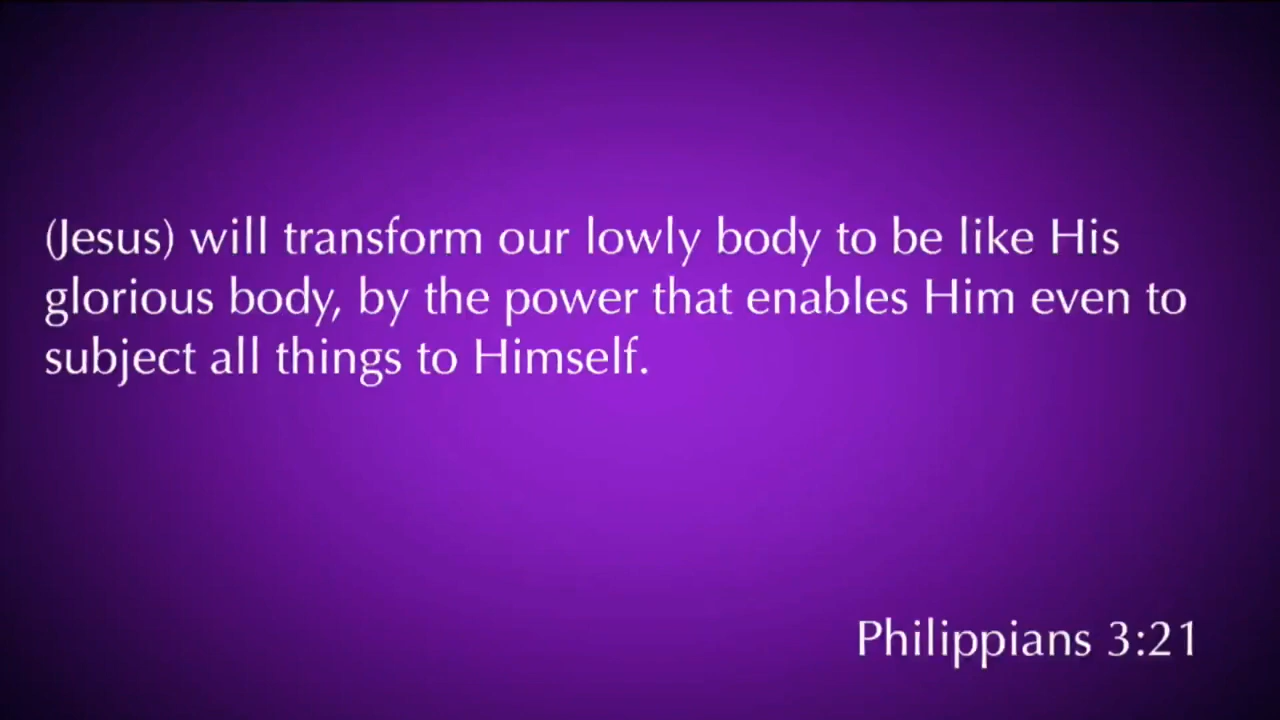 (Jesus) will transform our lowly body to be like His
glorious body, by the power that enables Him even to
subject all things to Himself.
Philippians 3:21